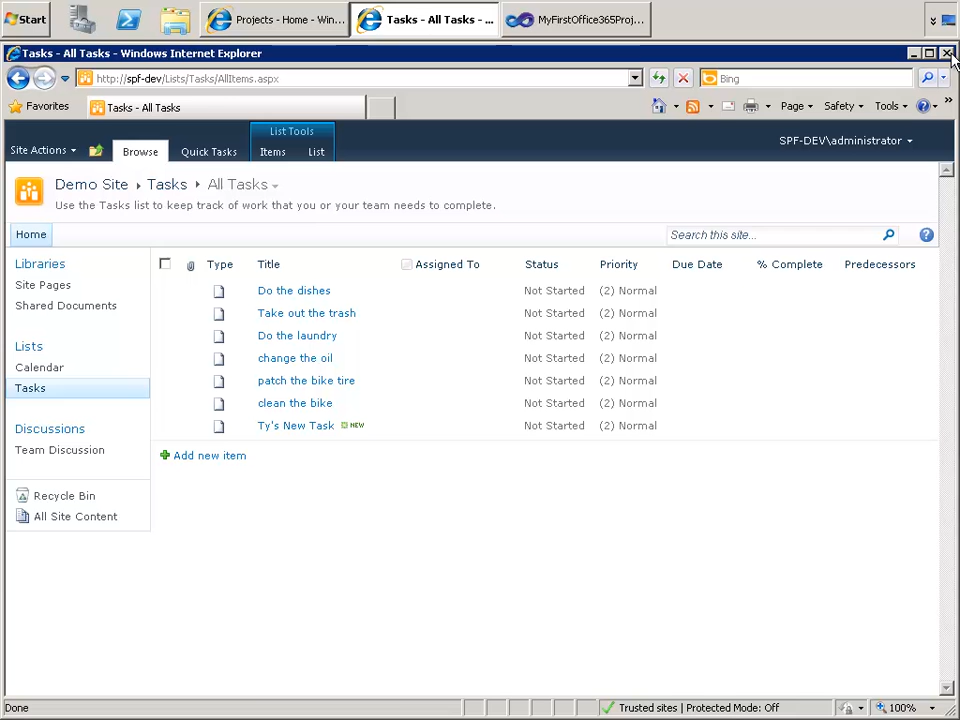 Start
Projects - Home - Win...
Tasks - All Tasks - ...
MyFirstOffice365Proj...
Tasks - All Tasks - Windows Internet Explorer
http://spf-dev/Lists/Tasks/AllItems.aspx
Bing
Favorites
Tasks - All Tasks
Page
Safety
Tools
List Tools
Site Actions
Browse
Quick Tasks
Items
List
SPF-DEV\administrator
Demo Site
Tasks
All Tasks
Use the Tasks list to keep track of work that you or your team needs to complete.
Home
Search this site...
Libraries
Site Pages
Shared Documents
Lists
Calendar
Tasks
Discussions
Team Discussion
Recycle Bin
All Site Content
Type Title Assigned To Status Priority Due Date % Complete Predecessors
Do the dishes Not Started (2) Normal
Take out the trash Not Started (2) Normal
Do the laundry Not Started (2) Normal
change the oil Not Started (2) Normal
patch the bike tire Not Started (2) Normal
clean the bike Not Started (2) Normal
Ty's New Task NEW Not Started (2) Normal
Add new item
Done
Trusted sites | Protected Mode: Off
100%